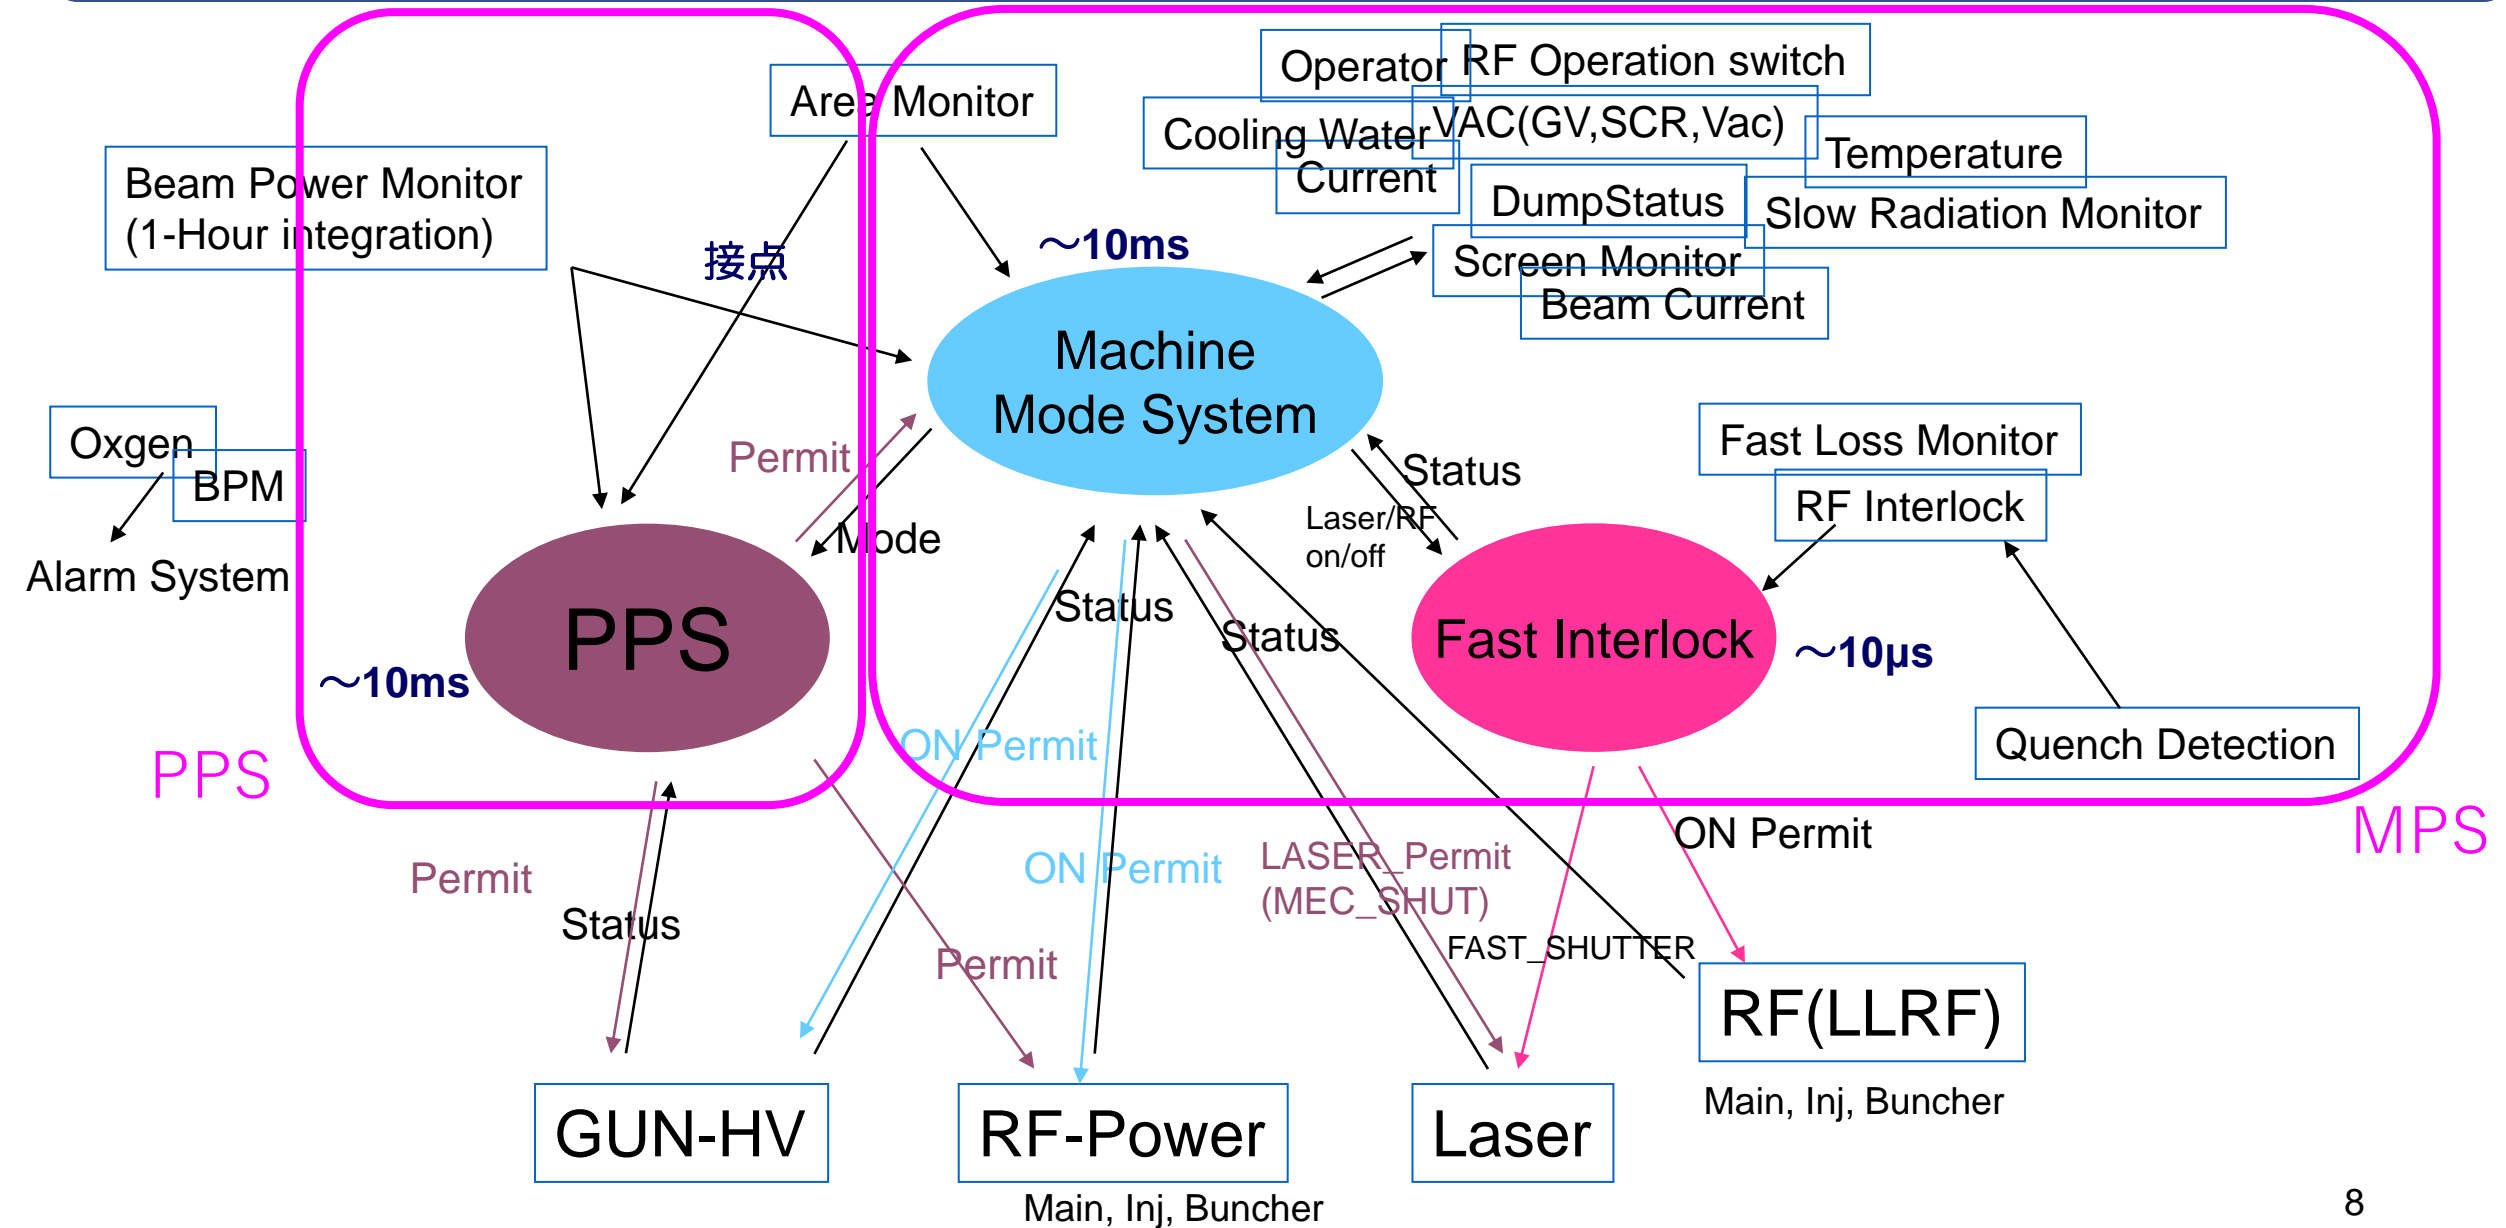 Operator
RF Operation switch
Area Monitor
Cooling Water
VAC(GV,SCR,Vac)
Temperature
Current
DumpStatus
Slow Radiation Monitor
Beam Power Monitor
(1-Hour integration)
接点
～10ms
Screen Monitor
Beam Current
Machine
Mode System
Oxgen
BPM
Alarm System
Permit
Mode
Status
Laser/RF
on/off
Fast Loss Monitor
RF Interlock
PPS
～10ms
Status
Status
Fast Interlock
～10μs
Quench Detection
PPS
MPS
ON Permit
ON Permit
Permit
Status
Permit
ON Permit
LASER_Permit
(MEC_SHUT)
FAST_SHUTTER
RF(LLRF)
Main, Inj, Buncher
GUN-HV
RF-Power
Laser
Main, Inj, Buncher
8